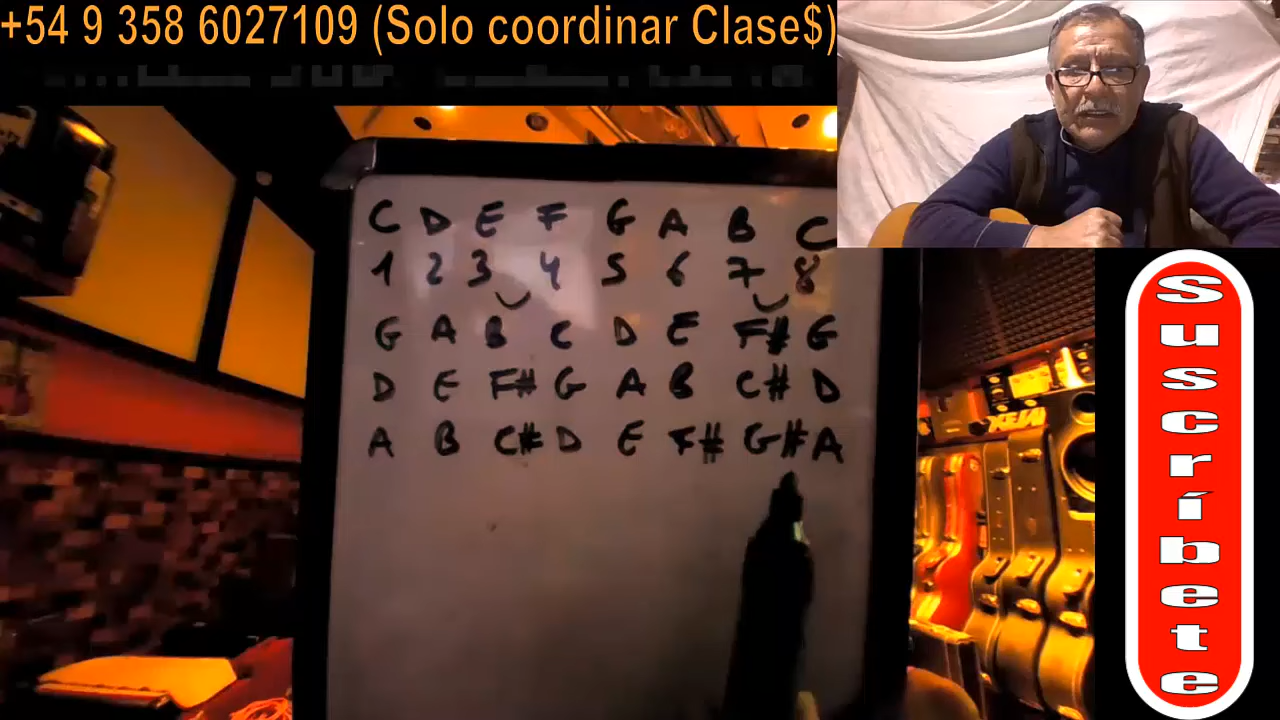 +54 9 358 6027109 (Solo coordinar Clase$)
C D E F G A B C
1 2 3 4 5 6 7 8
G A B C D E F# G
D E F# G A B C# D
A B C# D E F# G# A
Suscríbete